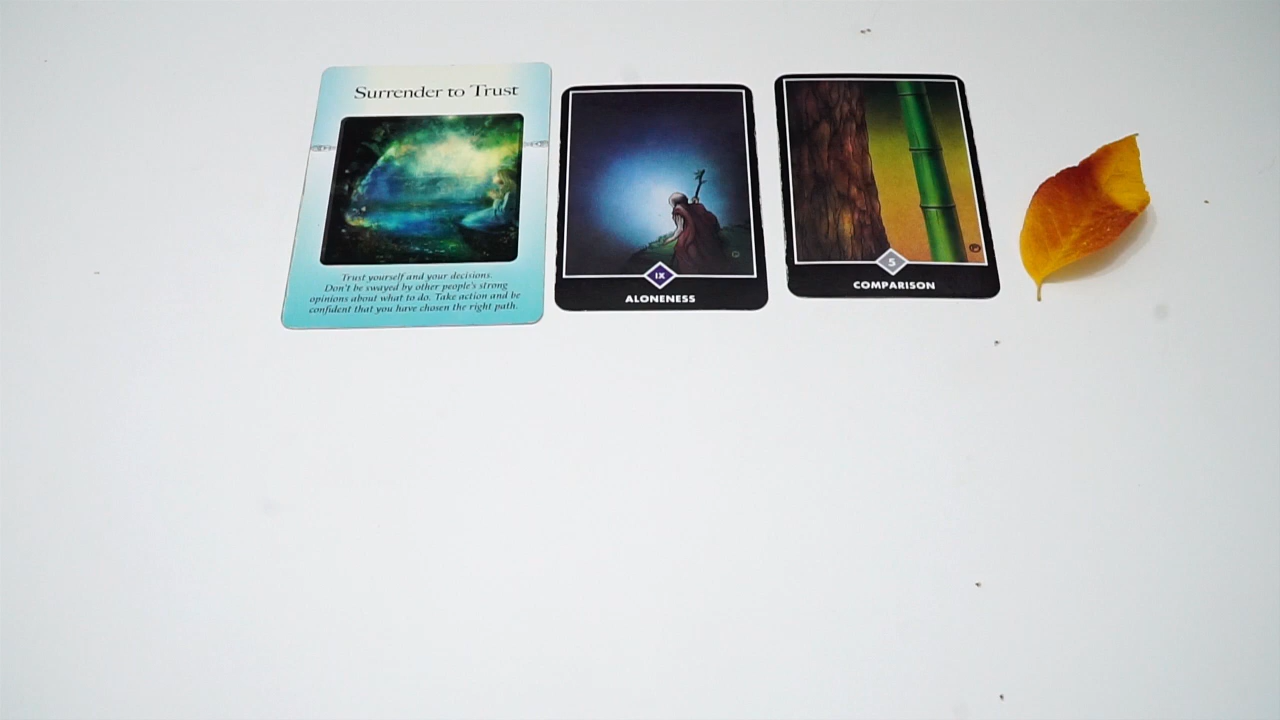 Surrender to Trust
Trust yourself and your decisions.
Don't be swayed by other people's strong
opinions about what to do. Take action and be
confident that you have chosen the right path.
IX
ALONENESS
5
COMPARISON